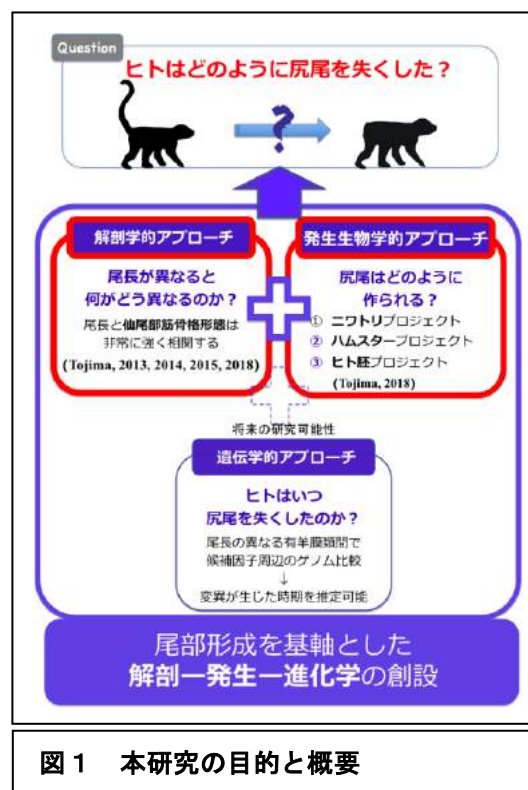 Question
ヒトはどのように尻尾を失くした？
?
解剖学的アプローチ
尾長が異なると
何がどう異なるのか？
尾長と仙尾部筋骨格形態は
非常に強く相関する
(Tojima, 2013, 2014, 2015, 2018)
発生生物学的アプローチ
尻尾はどのように
作られる？
① ニワトリプロジェクト
② ハムスタープロジェクト
③ ヒト胚プロジェクト
(Tojima, 2018)
将来の研究可能性
遺伝学的アプローチ
ヒトはいつ
尻尾を失くしたのか？
尾長の異なる有羊膜類間で
候補因子周辺のゲノム比較
↓
変異が生じた時期を推定可能
尾部形成を基軸とした
解剖ー発生ー進化学の創設
図１　本研究の目的と概要